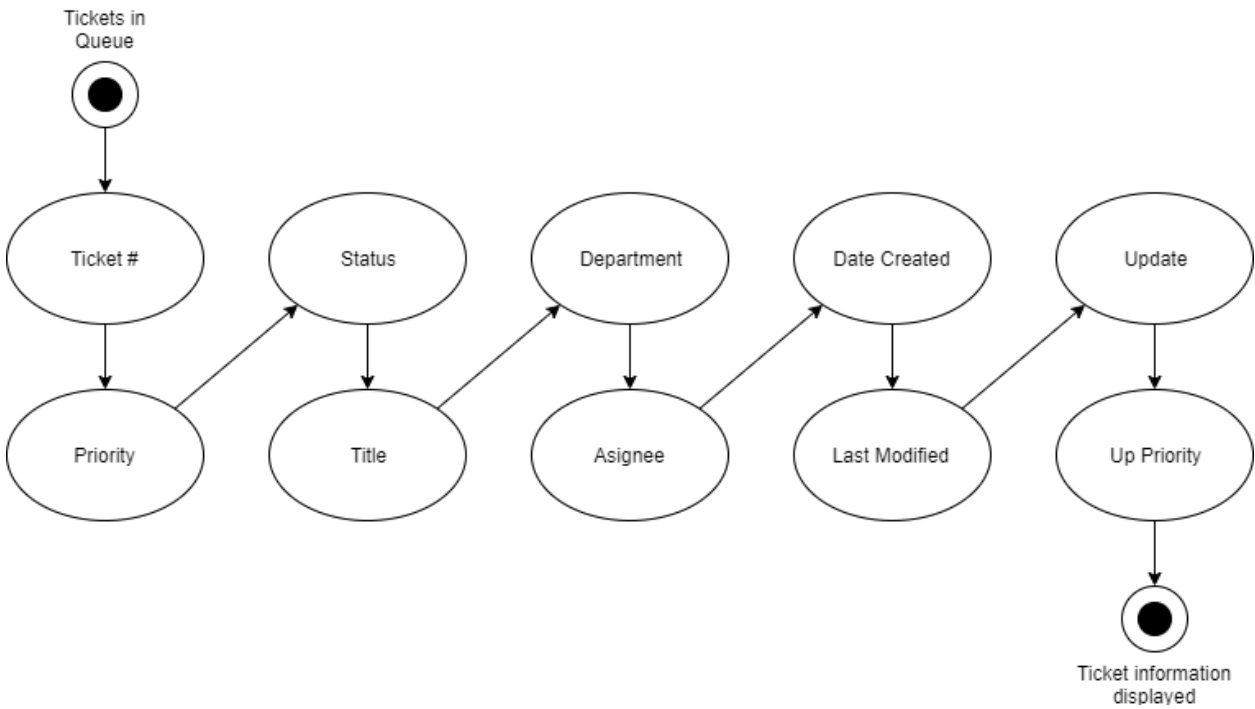 Tickets in
Queue
Ticket #
Priority
Status
Title
Department
Asignee
Date Created
Last Modified
Update
Up Priority
Ticket information
displayed